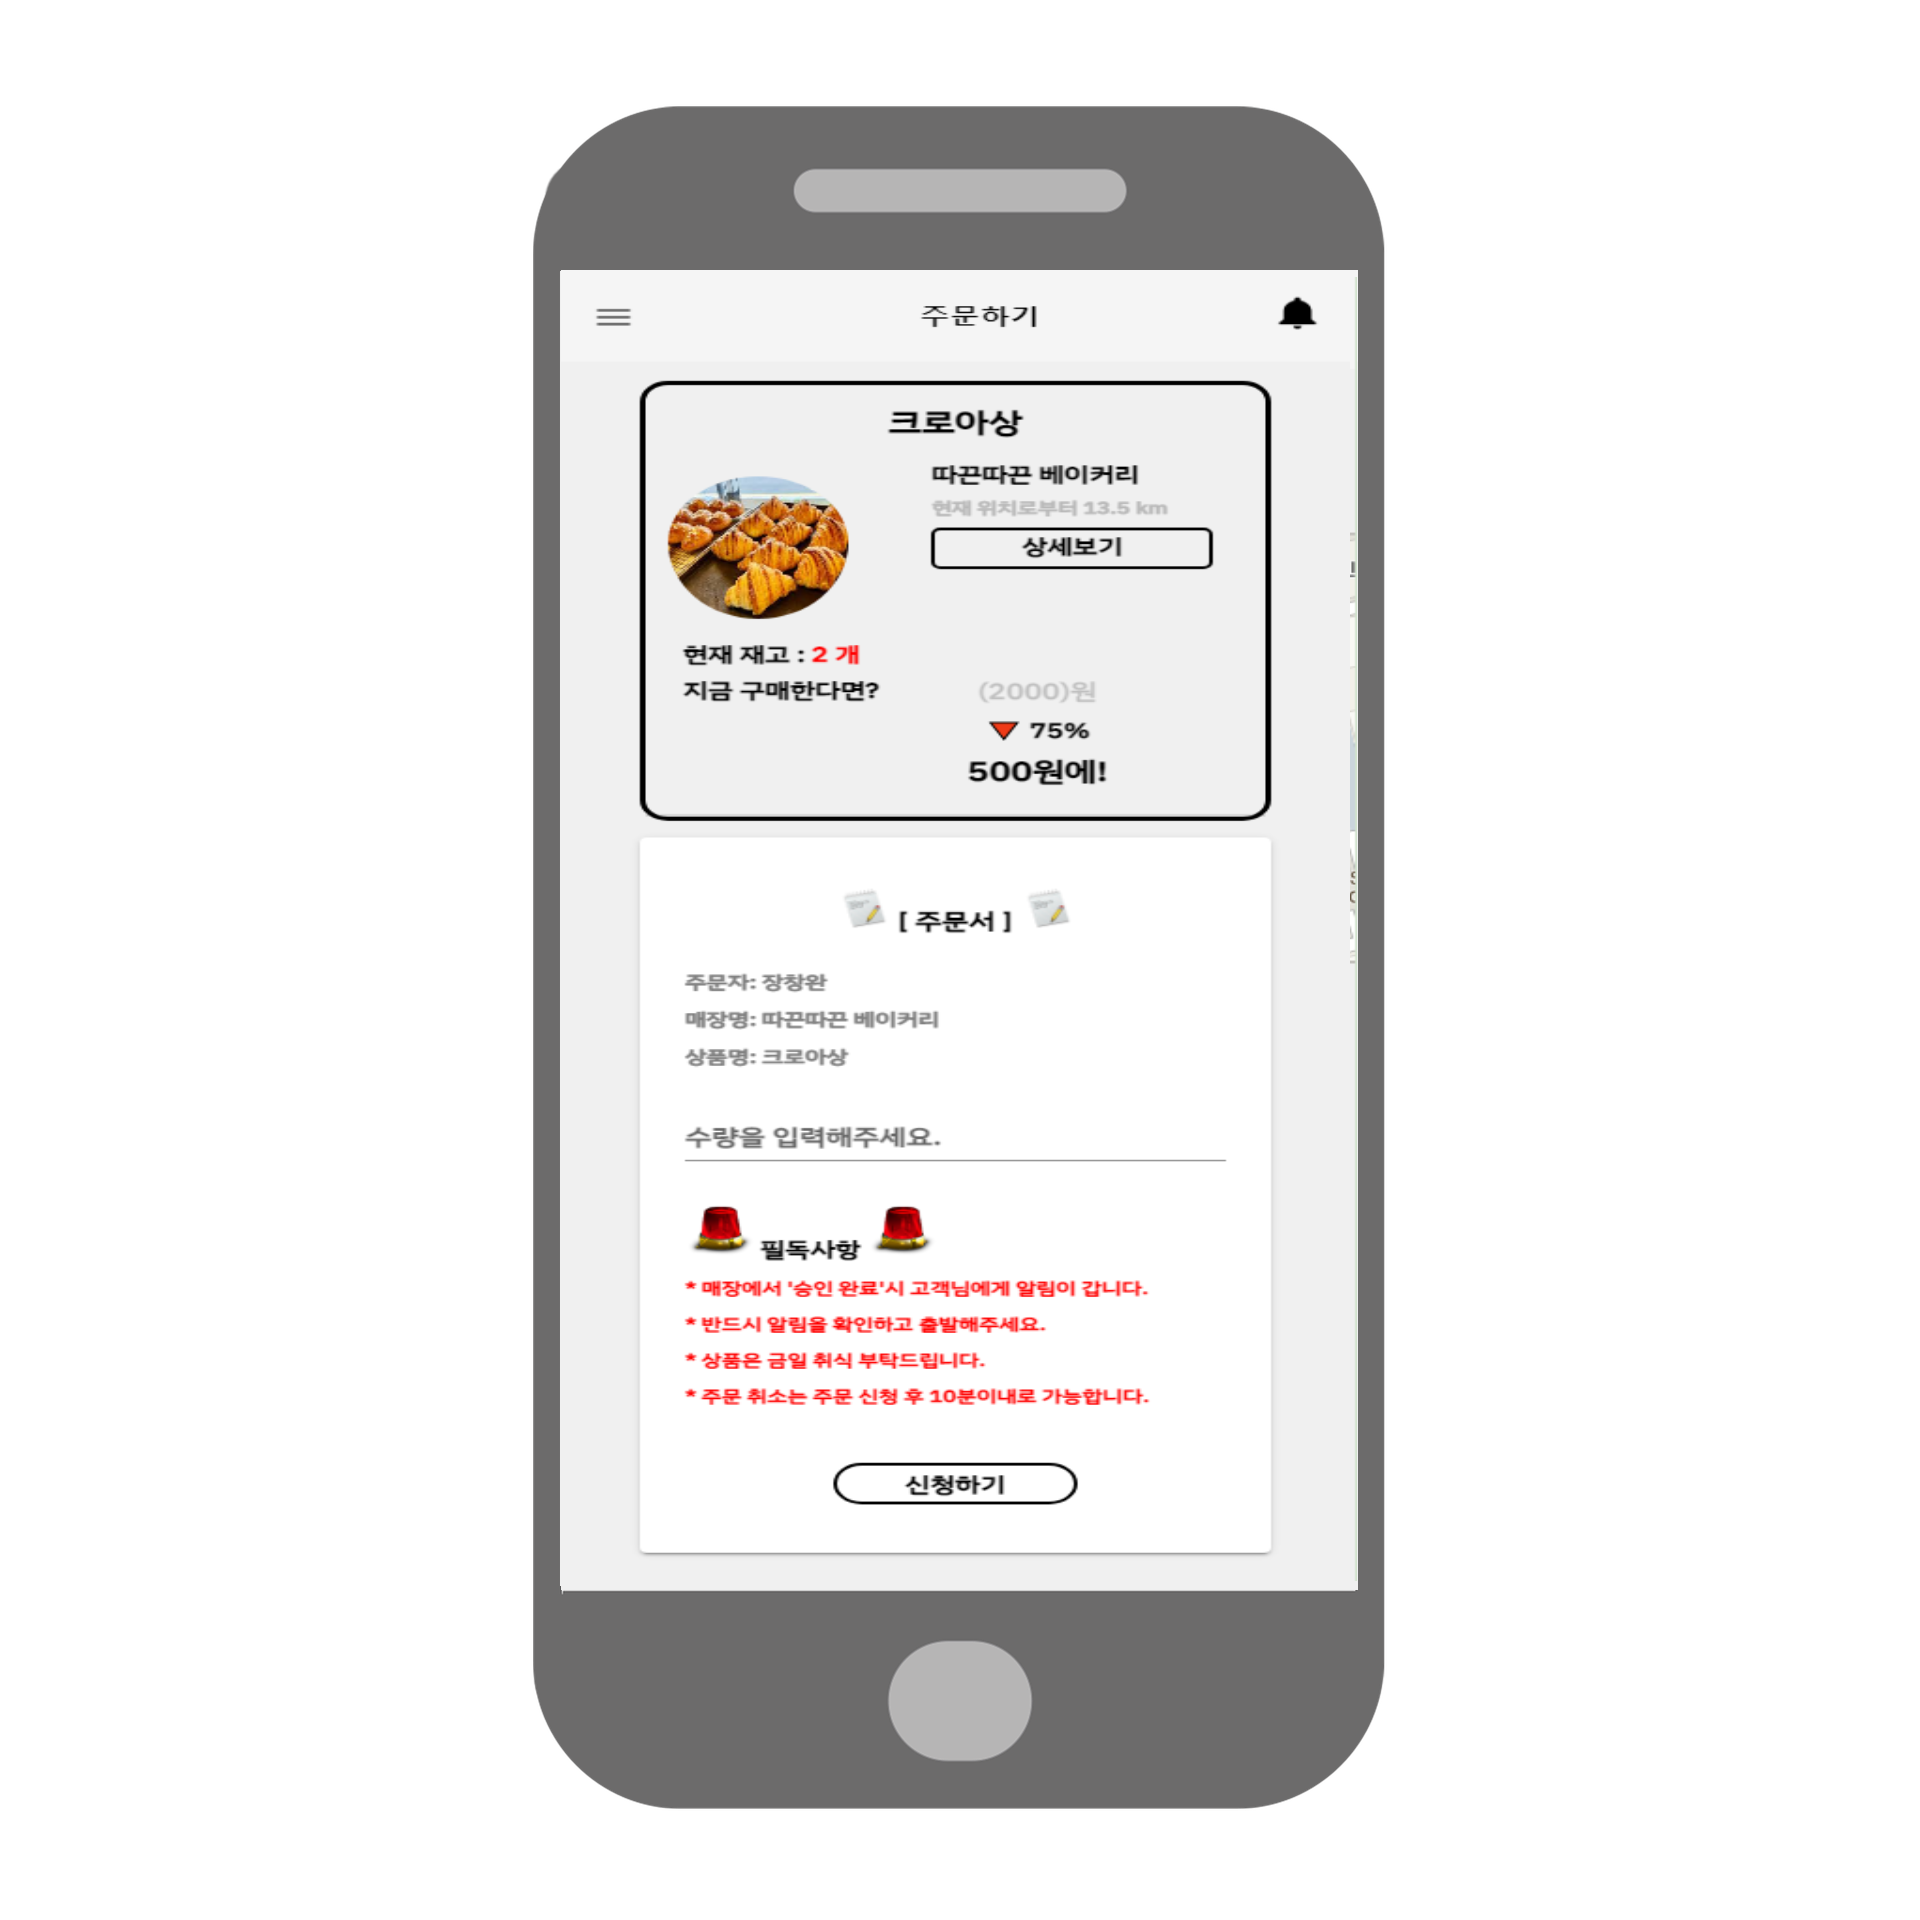 주문하기
크로아상
따끈따끈 베이커리
현재 위치로부터 13.5 km
상세보기
현재 재고 : 2 개
지금 구매한다면?
(2000)원
75%
500원에!
[ 주문서 ]
주문자: 장창완
매장명: 따끈따끈 베이커리
상품명: 크로아상
수량을 입력해주세요.
필독사항
* 매장에서 '승인 완료'시 고객님에게 알림이 갑니다.
* 반드시 알림을 확인하고 출발해주세요.
* 상품은 금일 취식 부탁드립니다.
* 주문 취소는 주문 신청 후 10분이내로 가능합니다.
신청하기